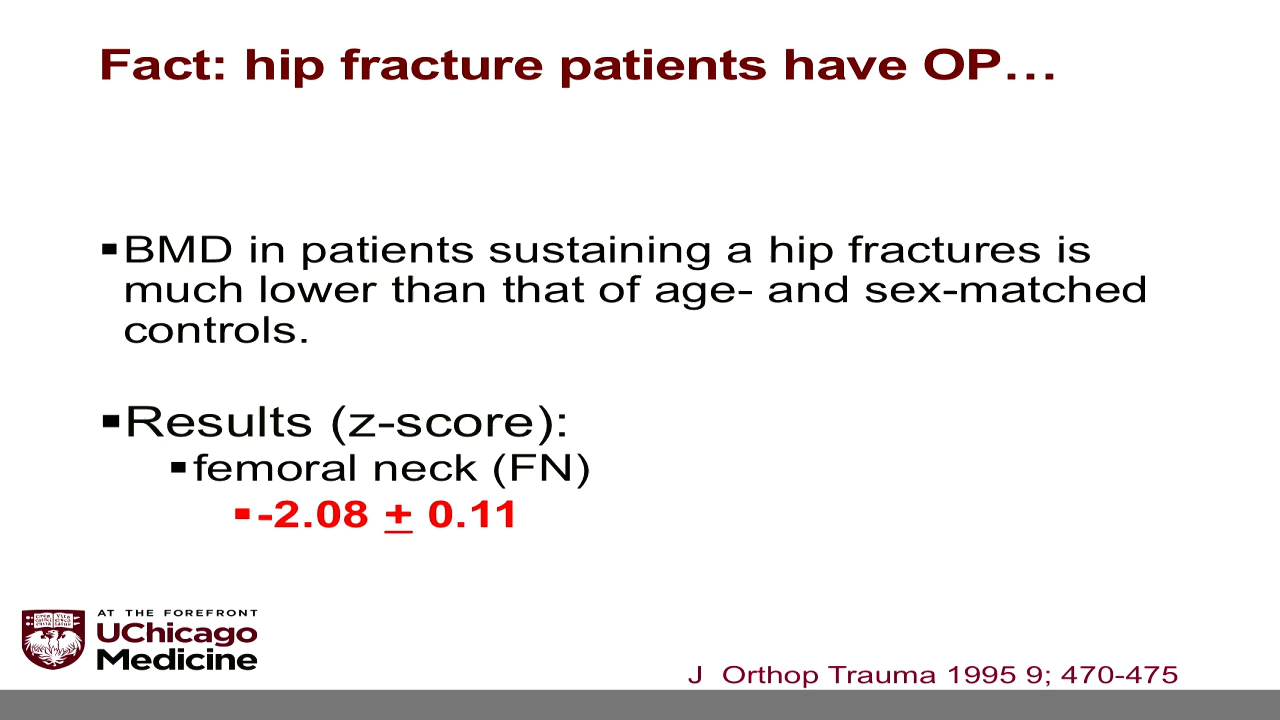 Fact: hip fracture patients have OP…
▪BMD in patients sustaining a hip fractures is
much lower than that of age- and sex-matched
controls.
▪Results (z-score):
▪femoral neck (FN)
▪-2.08 ± 0.11
AT THE FOREFRONT
UChicago
Medicine
J Orthop Trauma 1995 9; 470-475